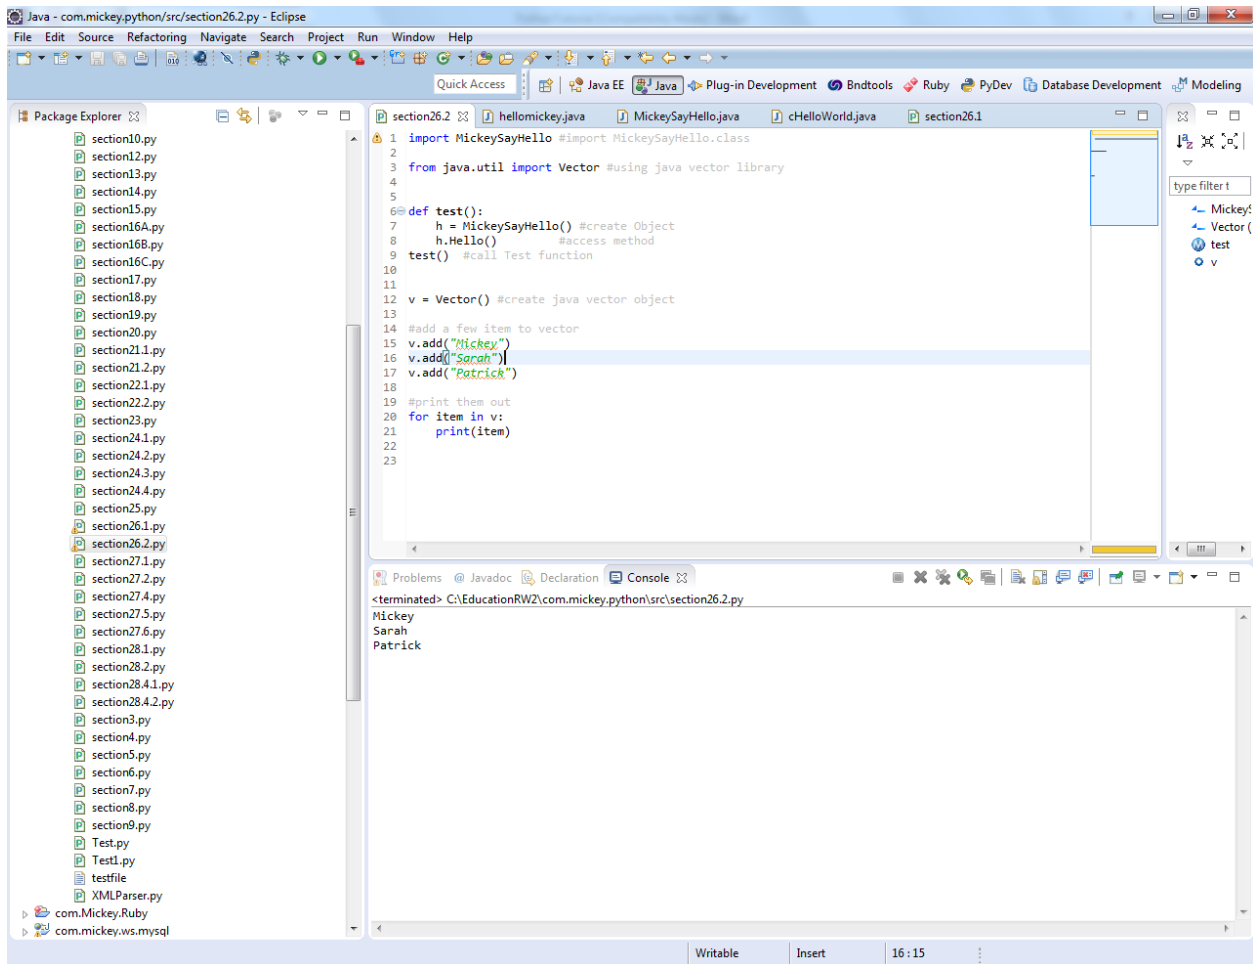 Java - com.mickey.python/src/section26.2.py - Eclipse
File Edit Source Refactoring Navigate Search Project Run Window Help
Quick Access Java EE Java Plug-in Development Bndtools Ruby PyDev Database Development Modeling
Package Explorer
section10.py
section12.py
section13.py
section14.py
section15.py
section16A.py
section16B.py
section16C.py
section17.py
section18.py
section19.py
section20.py
section21.1.py
section21.2.py
section22.1.py
section22.2.py
section23.py
section24.1.py
section24.2.py
section24.3.py
section24.4.py
section25.py
section26.1.py
section26.2.py
section27.1.py
section27.2.py
section27.4.py
section27.5.py
section27.6.py
section28.1.py
section28.2.py
section28.4.1.py
section28.4.2.py
section3.py
section4.py
section5.py
section6.py
section7.py
section8.py
section9.py
Test.py
Test1.py
testfile
XMLParser.py
com.Mickey.Ruby
com.mickey.ws.mysql
section26.2 hellomickey.java MickeySayHello.java cHelloWorld.java section26.1
1 import MickeySayHello #import MickeySayHello.class
2
3 from java.util import Vector #using java vector library
4
5
6 def test():
7 h = MickeySayHello() #create Object
8 h.Hello() #access method
9 test() #call Test function
10
11
12 v = Vector() #create java vector object
13
14 #add a few item to vector
15 v.add("Mickey")
16 v.add("Sarah")
17 v.add("Patrick")
18
19 #print them out
20 for item in v:
21 print(item)
22
23
type filter t
MickeyS
Vector (
test
v
Problems @ Javadoc Declaration Console
<terminated> C:\EducationRW2\com.mickey.python\src\section26.2.py
Mickey
Sarah
Patrick
Writable Insert 16 : 15